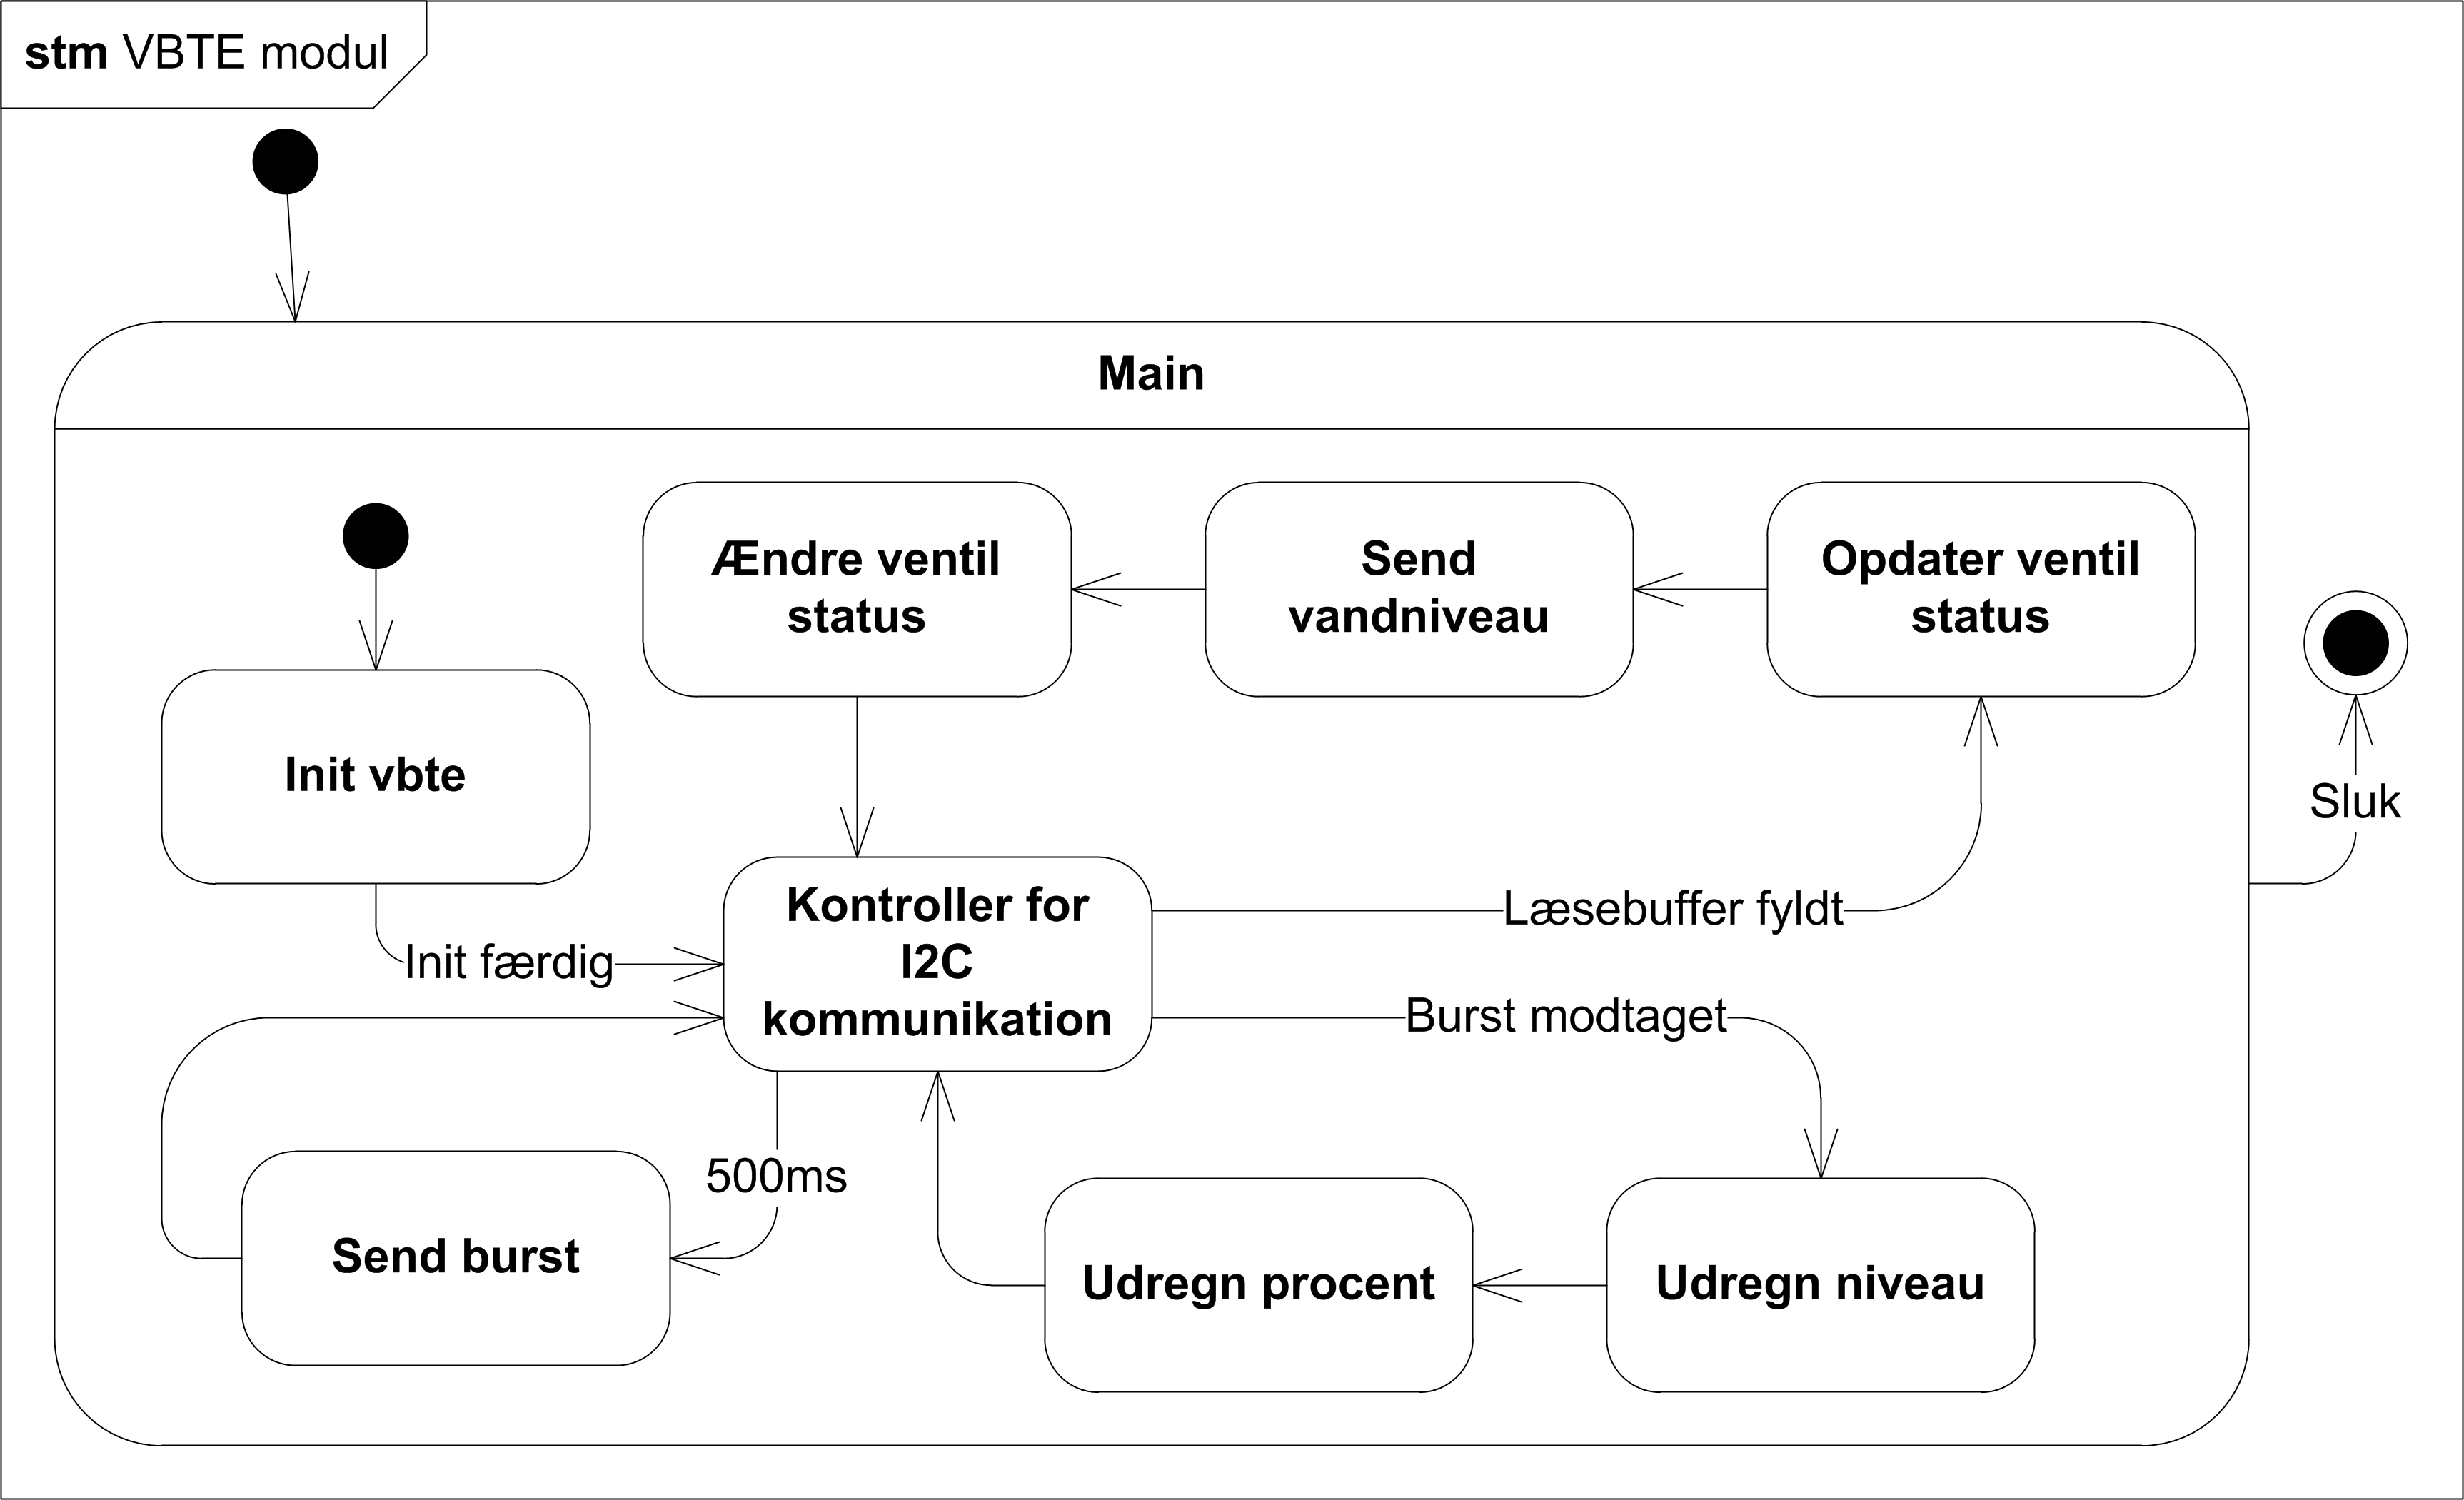 stm VBTE modul
Main
Ændre ventil
status
Send
vandniveau
Opdater ventil
status
Init vbte
Sluk
Kontroller for
I2C
kommunikation
Læsebuffer fyldt
Init færdig
Burst modtaget
500ms
Send burst
Udregn procent
Udregn niveau